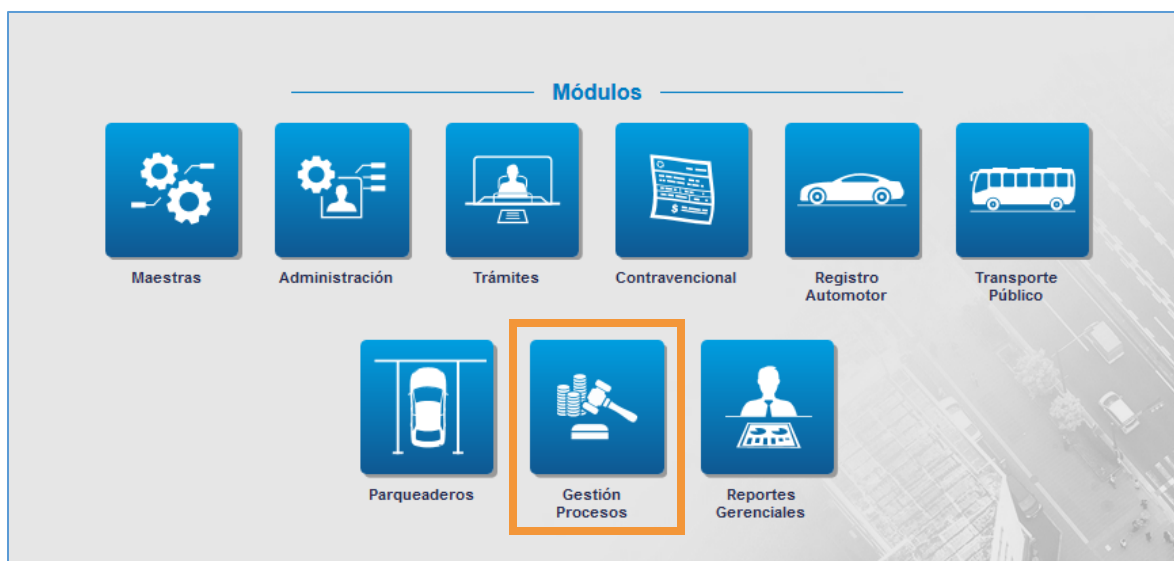 Módulos
Maestras
Administración
Trámites
Contravencional
Registro
Automotor
Transporte
Público
Parqueaderos
Gestión
Procesos
Reportes
Gerenciales